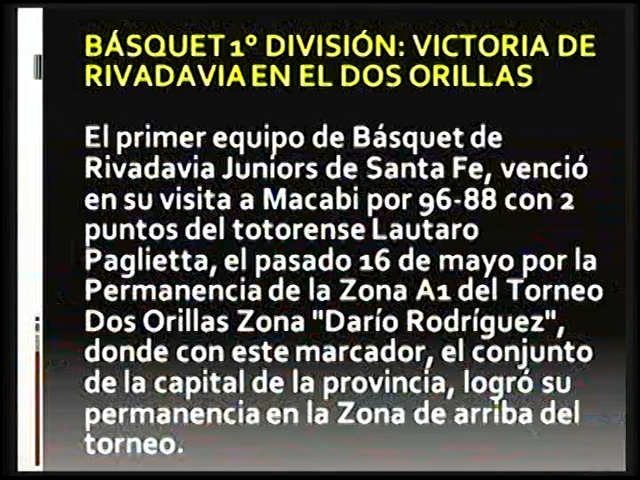 BÁSQUET 1° DIVISIÓN: VICTORIA DE
RIVADAVIA EN EL DOS ORILLAS
El primer equipo de Básquet de
Rivadavia Juniors de Santa Fe, venció
en su visita a Macabi por 96-88 con 2
puntos del totorense Lautaro
Paglietta, el pasado 16 de mayo por la
Permanencia de la Zona A1 del Torneo
Dos Orillas Zona "Darío Rodríguez",
donde con este marcador, el conjunto
de la capital de la provincia, logró su
permanencia en la Zona de arriba del
torneo.